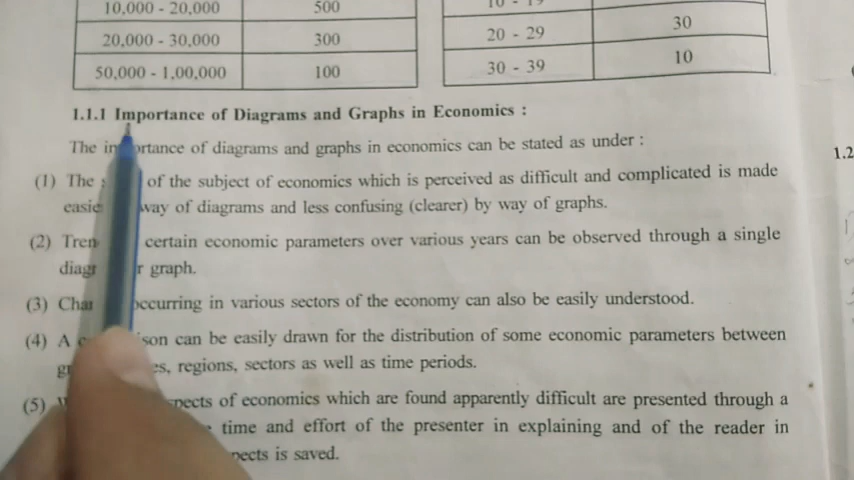 10,000 - 20,000 500
20,000 - 30,000 300
50,000 - 1,00,000 100
10 - 19
20 - 29 30
30 - 39 10
1.1.1 Importance of Diagrams and Graphs in Economics :
The importance of diagrams and graphs in economics can be stated as under :
(1) The of the subject of economics which is perceived as difficult and complicated is made
easie way of diagrams and less confusing (clearer) by way of graphs.
(2) Tren certain economic parameters over various years can be observed through a single
diagr r graph.
(3) Chan occurring in various sectors of the economy can also be easily understood.
(4) A son can be easily drawn for the distribution of some economic parameters between
es, regions, sectors as well as time periods.
(5) pects of economics which are found apparently difficult are presented through a
time and effort of the presenter in explaining and of the reader in
pects is saved.
1.2